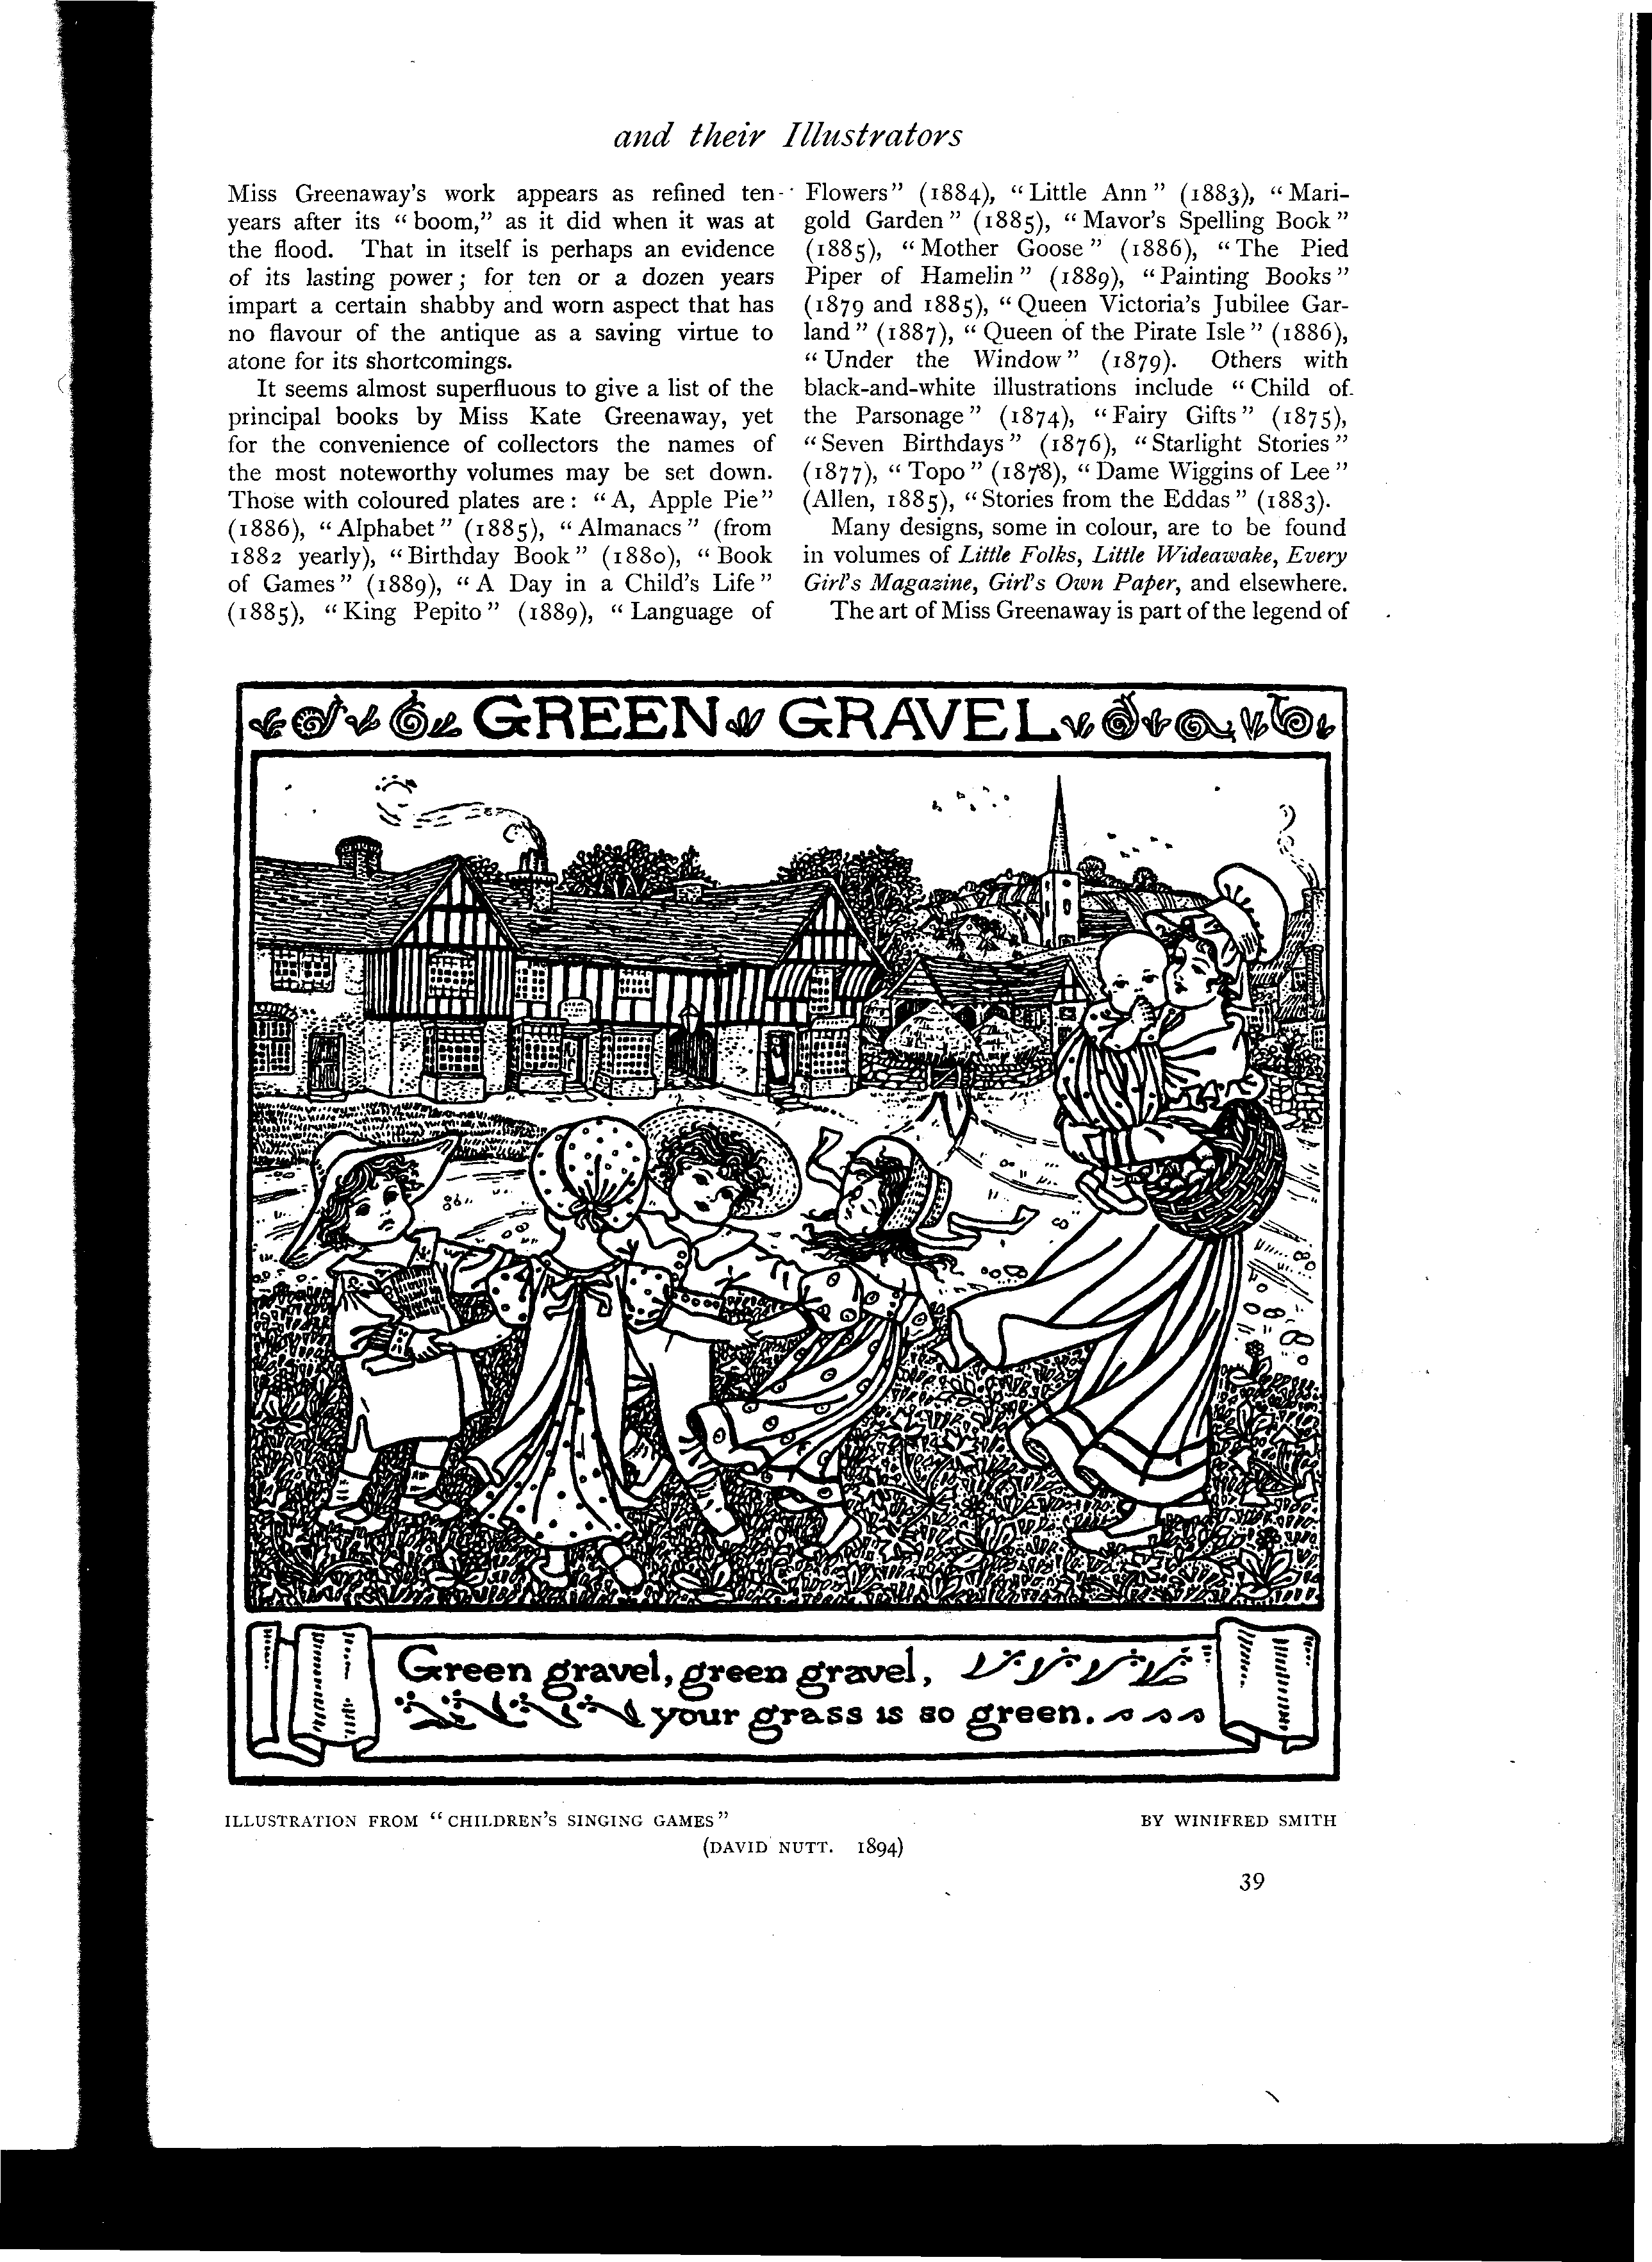 and their Illustrators
Miss Greenaway's work appears as refined ten
years after its “ boom,” as it did when it was at
the flood. That in itself is perhaps an evidence
of its lasting power ; for ten or a dozen years
impart a certain shabby and worn aspect that has
no flavour of the antique as a saving virtue to
atone for its shortcomings.
It seems almost superfluous to give a list of the
principal books by Miss Kate Greenaway, yet
for the convenience of collectors the names of
the most noteworthy volumes may be set down.
Those with coloured plates are : “ A, Apple Pie”
(1886), “ Alphabet ” (1885), “ Almanacs ” (from
1882 yearly), “ Birthday Book ” (1880), “ Book
of Games ” (1889), “ A Day in a Child's Life ”
(1885), “ King Pepito ” (1889), “ Language of
Flowers” (1884), “ Little Ann ” (1883), “ Mari-
gold Garden ” (1885), “ Mavor's Spelling Book ”
(1885), “ Mother Goose ” (1886), “ The Pied
Piper of Hamelin ” (1889), “ Painting Books ”
(1879 and 1885), “ Queen Victoria's Jubilee Gar-
land ” (1887), “ Queen of the Pirate Isle ” (1886),
“ Under the Window ” (1879). Others with
black-and-white illustrations include “ Child of
the Parsonage ” (1874), “ Fairy Gifts ” (1875),
“ Seven Birthdays ” (1876), “ Starlight Stories ”
(1877), “ Topo ” (1878), “ Dame Wiggins of Lee ”
(Allen, 1885), “ Stories from the Eddas ” (1883).
Many designs, some in colour, are to be found
in volumes of Little Folks, Little Wideawake, Every
Girl's Magazine, Girl's Own Paper, and elsewhere.
The art of Miss Greenaway is part of the legend of
GREEN GRAVEL
Green gravel, green gravel,
your grass is so green.
ILLUSTRATION FROM “ CHILDREN'S SINGING GAMES ” BY WINIFRED SMITH
(DAVID NUTT. 1894)
39